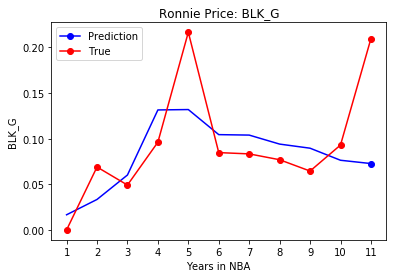 Ronnie Price: BLK_G
Prediction
True
BLK_G
0.20
0.15
0.10
0.05
0.00
1 2 3 4 5 6 7 8 9 10 11
Years in NBA